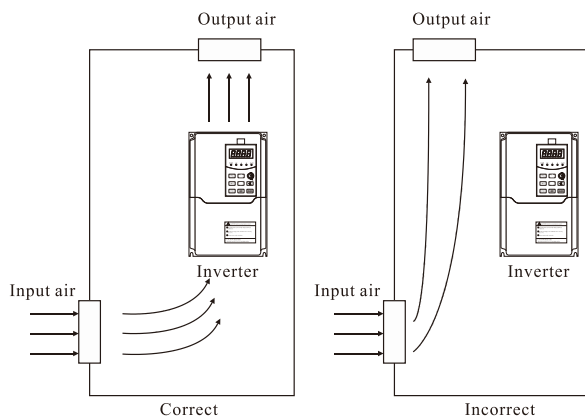 Output air
Inverter
Input air
Correct
Output air
Inverter
Input air
Incorrect